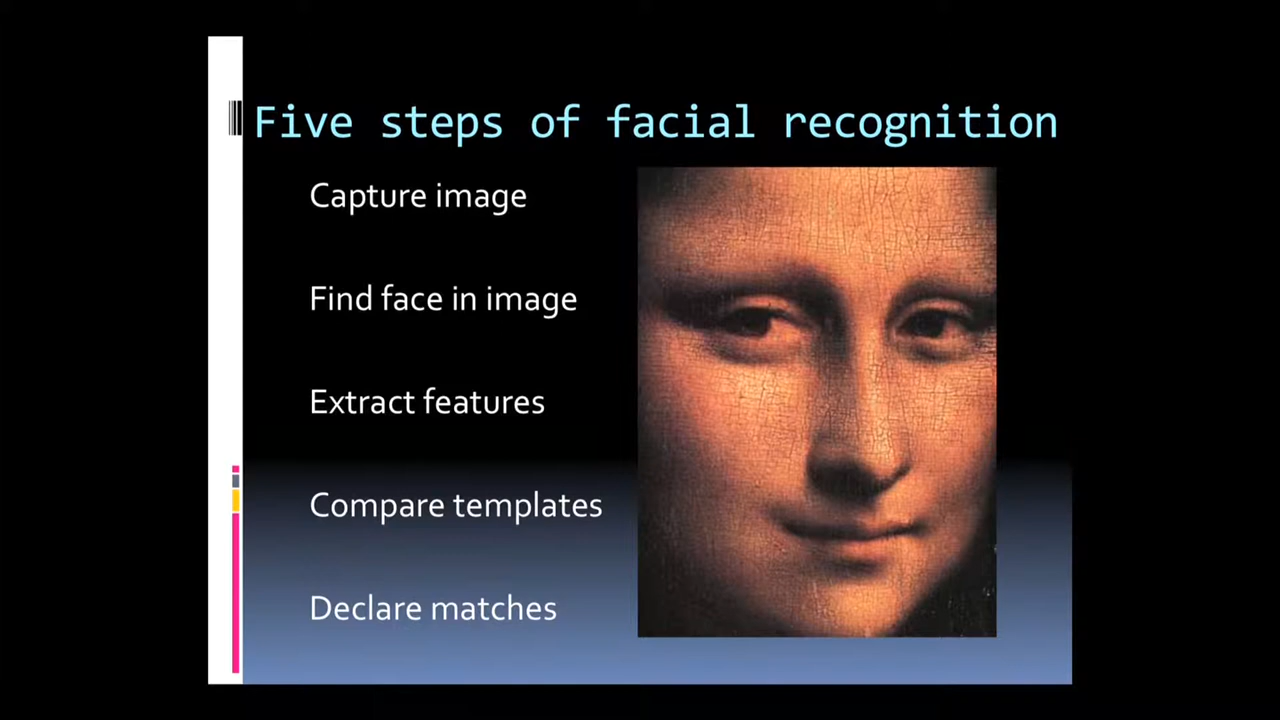 Five steps of facial recognition
Capture image
Find face in image
Extract features
Compare templates
Declare matches